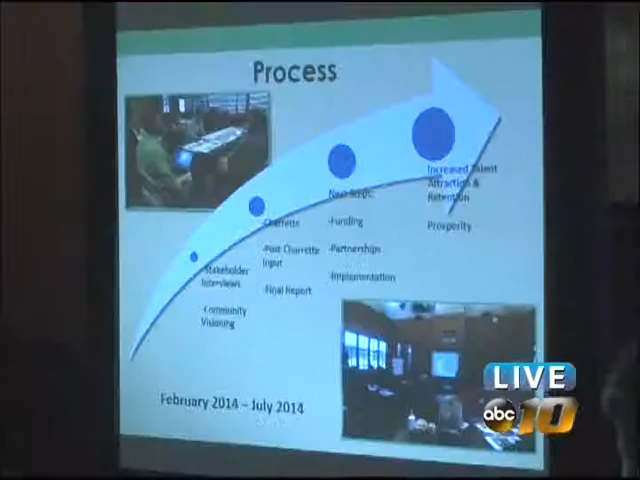 Process
Increased Talent
Attraction &
Retention
Prosperity
Next Steps:
-Funding
-Partnerships
-Implementation
-Charrette
-Post Charrette
Input
-Final Report
-Stakeholder
Interviews
-Community
Visioning
February 2014 – July 2014
LIVE
abc 10